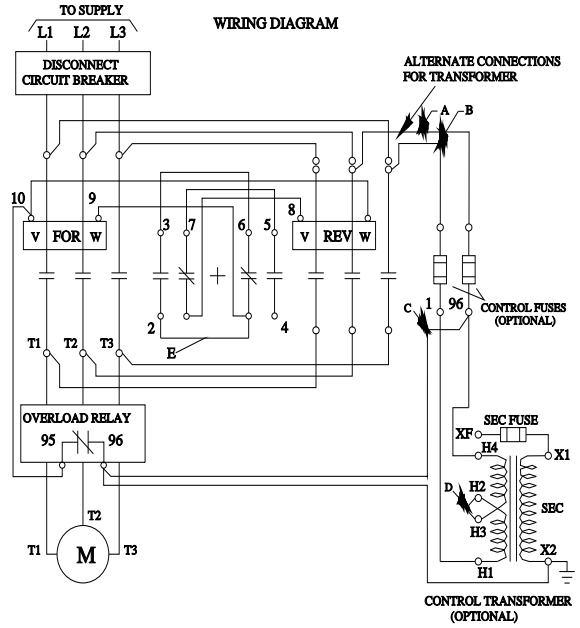 TO SUPPLY
WIRING DIAGRAM
L1 L2 L3
DISCONNECT
CIRCUIT BREAKER
ALTERNATE CONNECTIONS
FOR TRANSFORMER
A B
10 9 3 7 6 5 8
V FOR W
V REV W
2 4
E
C 1 96
CONTROL FUSES
(OPTIONAL)
T1 T2 T3
OVERLOAD RELAY
95 96
SEC FUSE
XF
H4 X1
D H2
SEC
H3
T2
T1 M T3
X2
H1
CONTROL TRANSFORMER
(OPTIONAL)